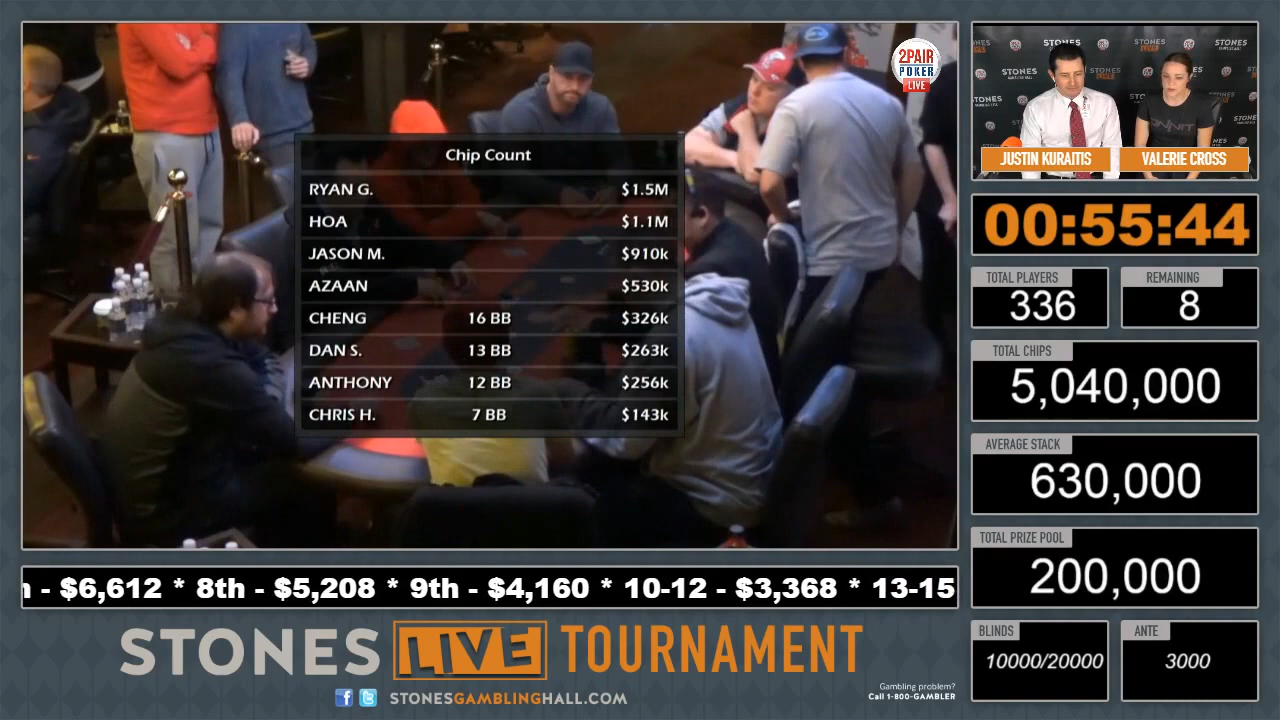 2PAIR
POKER
LIVE
Chip Count
RYAN G. $1.5M
HOA $1.1M
JASON M. $910k
AZAAN $530k
CHENG 16 BB $326k
DAN S. 13 BB $263k
ANTHONY 12 BB $256k
CHRIS H. 7 BB $143k
STONES
JUSTIN KURAITIS
VALERIE CROSS
00:55:44
TOTAL PLAYERS
336
REMAINING
8
TOTAL CHIPS
5,040,000
AVERAGE STACK
630,000
TOTAL PRIZE POOL
200,000
BLINDS
10000/20000
ANTE
3000
- $6,612 * 8th - $5,208 * 9th - $4,160 * 10-12 - $3,368 * 13-15
STONES LIVE TOURNAMENT
STONESGAMBLINGHALL.COM
Gambling problem?
Call 1-800-GAMBLER